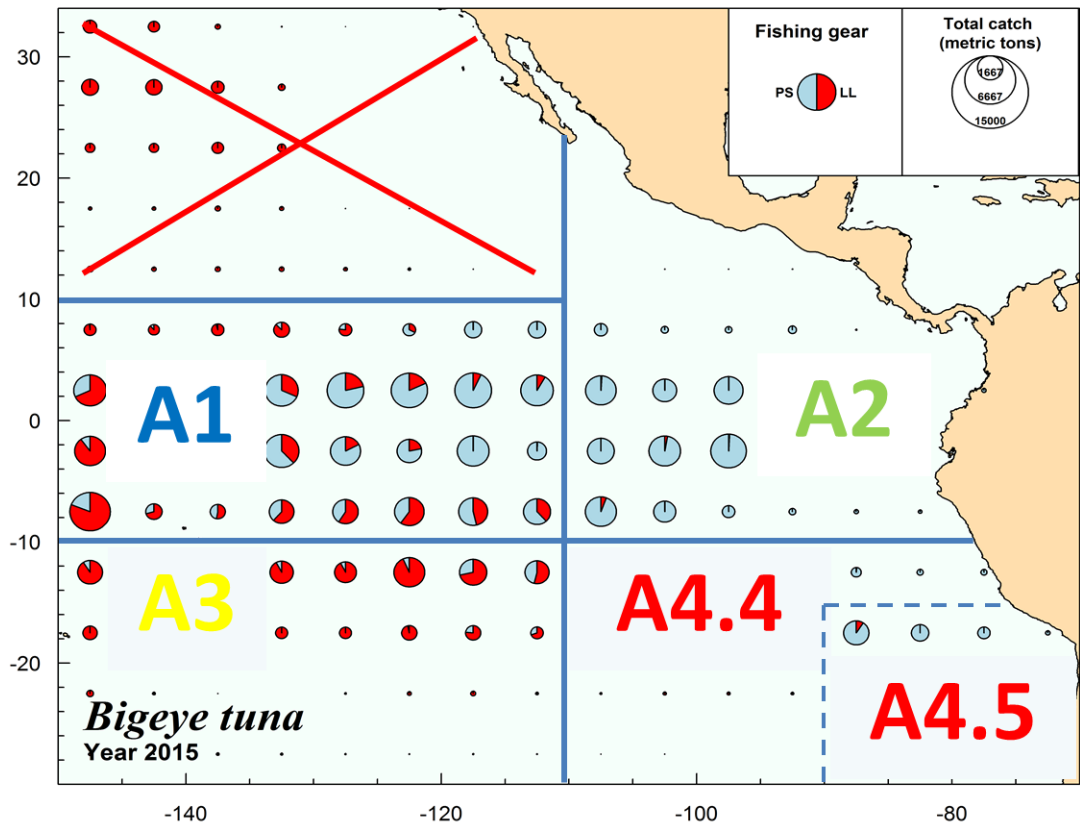 Fishing gear
PS LL
Total catch
(metric tons)
1667
6667
15000
30
20
10
0
-10
-20
A1
A2
A3
A4.4
A4.5
Bigeye tuna
Year 2015
-140 -120 -100 -80